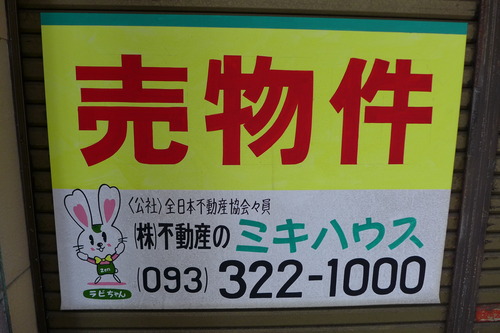 売物件
〈公社〉全日本不動産協会々員
(株)不動産のミキハウス
(093) 322-1000
ラビちゃん